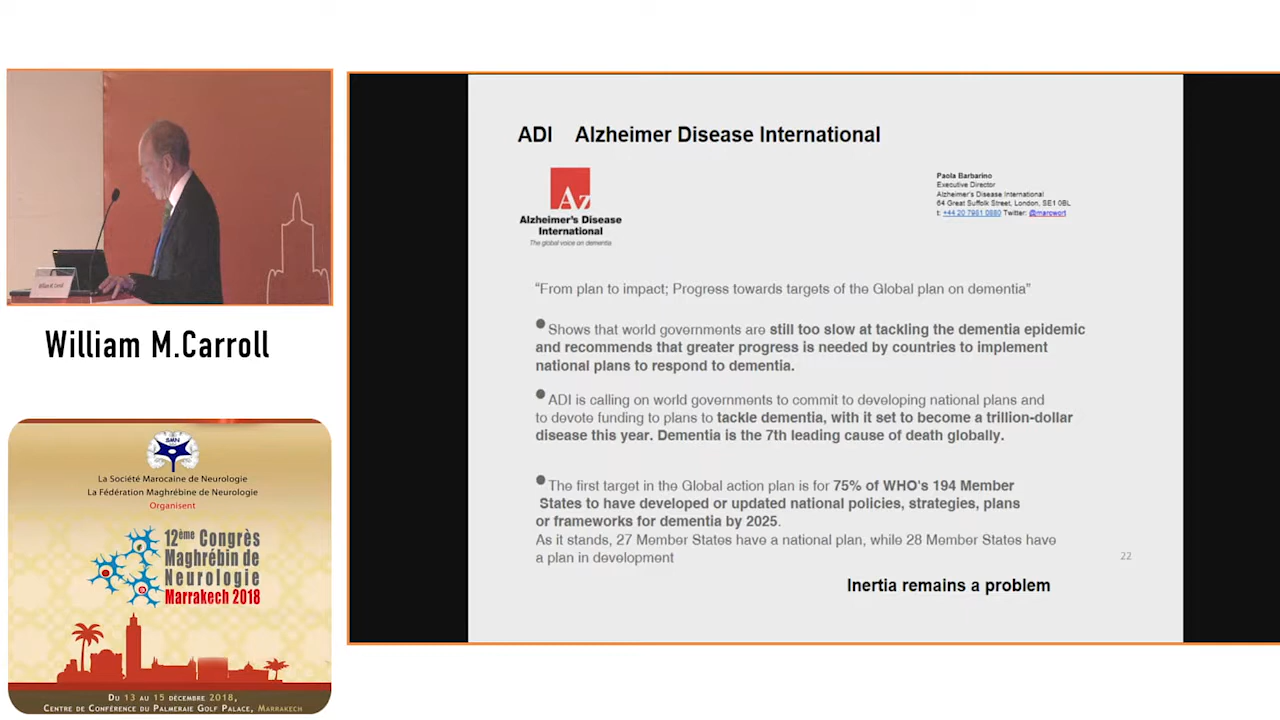 William M. Carroll
William M.Carroll
SMN
La Société Marocaine de Neurologie
La Fédération Maghrébine de Neurologie
Organisent
12ème Congrès
Maghrébin de
Neurologie
Marrakech 2018
Du 13 au 15 décembre 2018,
Centre de Conférence du Palmeraie Golf Palace, Marrakech
ADI Alzheimer Disease International
Az
Alzheimer's Disease
International
The global voice on dementia
Paola Barbarino
Executive Director
Alzheimer's Disease International
64 Great Suffolk Street, London, SE1 0BL
t: +44 20 7981 0880 Twitter: @marowort
“From plan to impact; Progress towards targets of the Global plan on dementia”
●Shows that world governments are still too slow at tackling the dementia epidemic
and recommends that greater progress is needed by countries to implement
national plans to respond to dementia.
●ADI is calling on world governments to commit to developing national plans and
to devote funding to plans to tackle dementia, with it set to become a trillion-dollar
disease this year. Dementia is the 7th leading cause of death globally.
●The first target in the Global action plan is for 75% of WHO's 194 Member
States to have developed or updated national policies, strategies, plans
or frameworks for dementia by 2025.
As it stands, 27 Member States have a national plan, while 28 Member States have
a plan in development
22
Inertia remains a problem